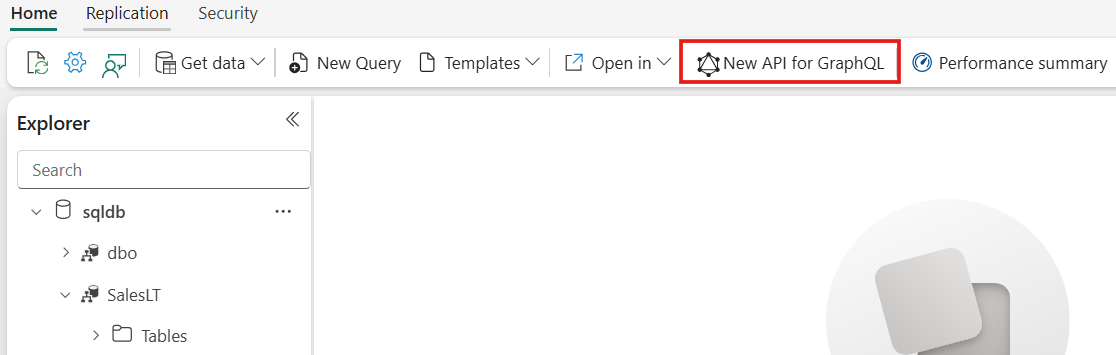 Home Replication Security
Get data New Query Templates Open in New API for GraphQL Performance summary
Explorer
Search
sqldb
dbo
SalesLT
Tables